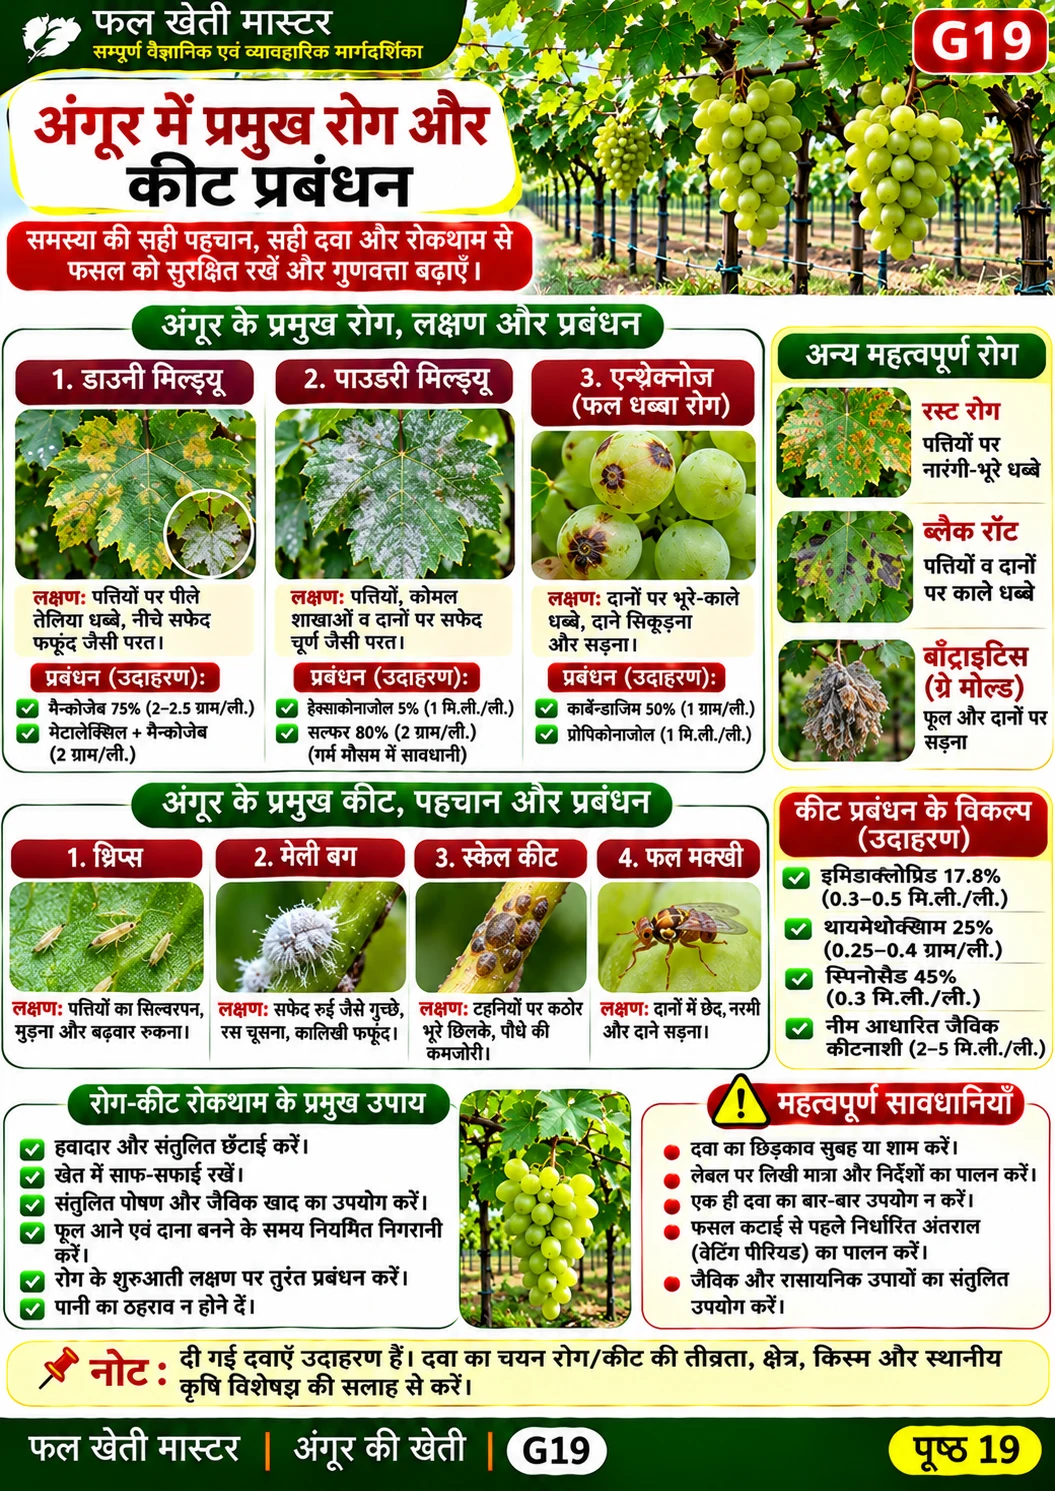 फल खेती मास्टर
सम्पूर्ण वैज्ञानिक एवं व्यावहारिक मार्गदर्शिका
G19
अंगूर में प्रमुख रोग और
कीट प्रबंधन
समस्या की सही पहचान, सही दवा और रोकथाम से
फसल को सुरक्षित रखें और गुणवत्ता बढ़ाएँ।
अंगूर के प्रमुख रोग, लक्षण और प्रबंधन
1. डाउनी मिल्ड्यू
लक्षण: पत्तियों पर पीले
तेलिया धब्बे, नीचे सफेद
फफूंद जैसी परत।
प्रबंधन (उदाहरण):
मैन्कोजेब 75% (2–2.5 ग्राम/ली.)
मेटालेक्सिल + मैन्कोजेब
(2 ग्राम/ली.)
2. पाउडरी मिल्ड्यू
लक्षण: पत्तियों, कोमल
शाखाओं व दानों पर सफेद
चूर्ण जैसी परत।
प्रबंधन (उदाहरण):
हेक्साकोनाजोल 5% (1 मि.ली./ली.)
सल्फर 80% (2 ग्राम/ली.)
(गर्म मौसम में सावधानी)
3. एन्थ्रेक्नोज
(फल धब्बा रोग)
लक्षण: दानों पर भूरे-काले
धब्बे, दाने सिकूड़ना
और सड़ना।
प्रबंधन (उदाहरण):
कार्बेन्डाजिम 50% (1 ग्राम/ली.)
प्रोपिकोनाजोल (1 मि.ली./ली.)
अन्य महत्वपूर्ण रोग
रस्ट रोग
पत्तियों पर
नारंगी-भूरे धब्बे
ब्लैक रॉट
पत्तियों व दानों
पर काले धब्बे
बॉट्राइटिस
(ग्रे मोल्ड)
फूल और दानों पर
सड़ना
अंगूर के प्रमुख कीट, पहचान और प्रबंधन
1. थ्रिप्स
लक्षण: पत्तियों का सिल्वरपन,
मुड़ना और बढ़वार रुकना।
2. मेली बग
लक्षण: सफेद रुई जैसे गुच्छे,
रस चूसना, कालिखी फफूंद।
3. स्केल कीट
लक्षण: टहनियों पर कठोर
भूरे छिलके, पौधे की
कमजोरी।
4. फल मक्खी
लक्षण: दानों में छेद, नरमी
और दाने सड़ना।
कीट प्रबंधन के विकल्प
(उदाहरण)
इमिडाक्लोप्रिड 17.8%
(0.3–0.5 मि.ली./ली.)
थायमेथोक्साम 25%
(0.25–0.4 ग्राम/ली.)
स्पिनोसैड 45%
(0.3 मि.ली./ली.)
नीम आधारित जैविक
कीटनाशी (2–5 मि.ली./ली.)
रोग-कीट रोकथाम के प्रमुख उपाय
हवादार और संतुलित छँटाई करें।
खेत में साफ-सफाई रखें।
संतुलित पोषण और जैविक खाद का उपयोग करें।
फूल आने एवं दाना बनने के समय नियमित निगरानी
करें।
रोग के शुरुआती लक्षण पर तुरंत प्रबंधन करें।
पानी का ठहराव न होने दें।
महत्वपूर्ण सावधानियाँ
दवा का छिड़काव सुबह या शाम करें।
लेबल पर लिखी मात्रा और निर्देशों का पालन करें।
एक ही दवा का बार-बार उपयोग न करें।
फसल कटाई से पहले निर्धारित अंतराल
(वेटिंग पीरियड) का पालन करें।
जैविक और रासायनिक उपायों का संतुलित
उपयोग करें।
नोट : दी गई दवाएँ उदाहरण हैं। दवा का चयन रोग/कीट की तीव्रता, क्षेत्र, किस्म और स्थानीय
कृषि विशेषज्ञ की सलाह से करें।
फल खेती मास्टर | अंगूर की खेती | G19
पृष्ठ 19